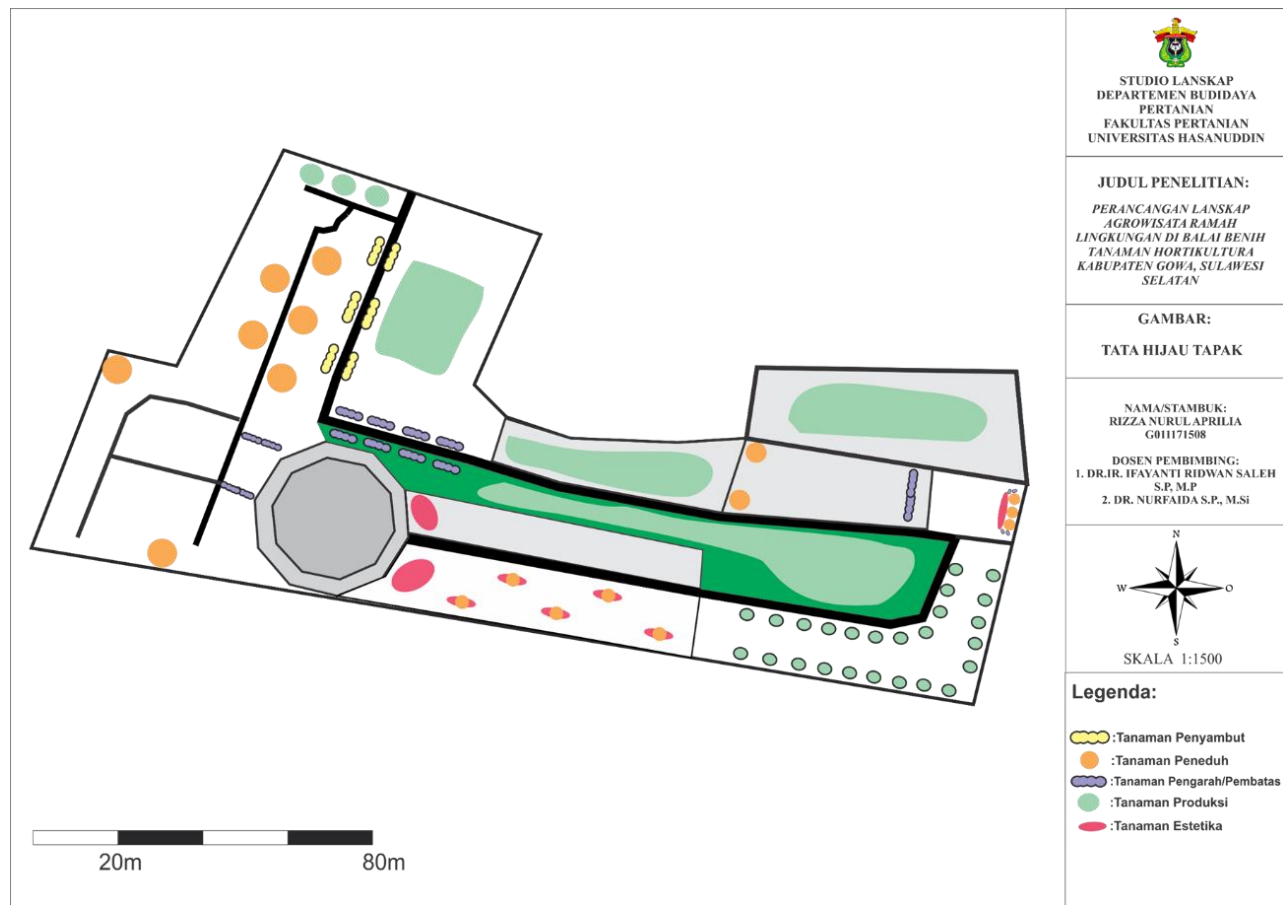 STUDIO LANSKAP
DEPARTEMEN BUDIDAYA
PERTANIAN
FAKULTAS PERTANIAN
UNIVERSITAS HASANUDDIN
JUDUL PENELITIAN:
PERANCANGAN LANSKAP
AGROWISATA RAMAH
LINGKUNGAN DI BALAI BENIH
TANAMAN HORTIKULTURA
KABUPATEN GOWA, SULAWESI
SELATAN
GAMBAR:
TATA HIJAU TAPAK
NAMA/STAMBUK:
RIZZA NURUL APRILIA
G011171508
DOSEN PEMBIMBING:
1. DR.IR. IFAYANTI RIDWAN SALEH
S.P, M.P
2. DR. NURFAIDA S.P., M.Si
N
W
O
S
SKALA 1:1500
Legenda:
:Tanaman Penyambut
:Tanaman Peneduh
:Tanaman Pengarah/Pembatas
:Tanaman Produksi
:Tanaman Estetika
20m
80m